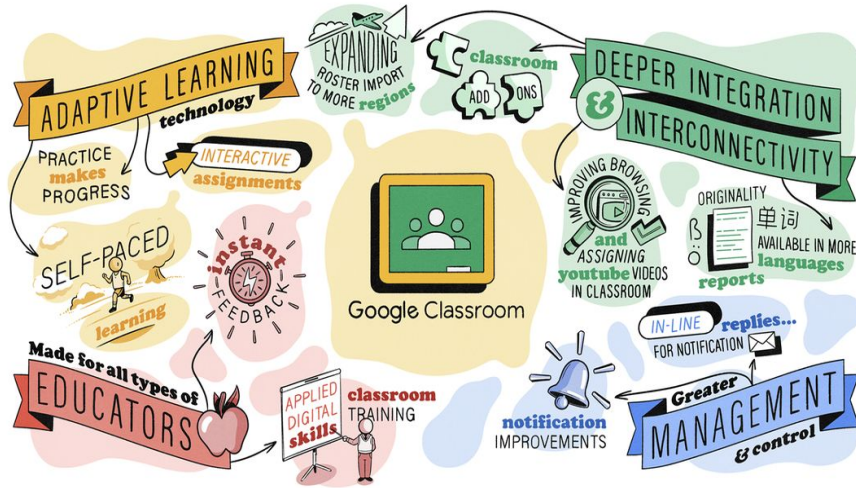 ADAPTIVE LEARNING
technology
PRACTICE
makes
PROGRESS
INTERACTIVE
assignments
SELF-PACED
learning
EXPANDING
ROSTER IMPORT
TO MORE regions
classroom
ADD ONS
DEEPER INTEGRATION
&
INTERCONNECTIVITY
IMPROVING BROWSING
and
ASSIGNING
youtube VIDEOS
IN CLASSROOM
ORIGINALITY
单词
AVAILABLE IN MORE
languages
reports
instant
FEEDBACK
Google Classroom
Made for all types of
EDUCATORS
APPLIED
DIGITAL
skills
classroom
TRAINING
IN-LINE replies...
FOR NOTIFICATION
notification
IMPROVEMENTS
Greater
MANAGEMENT
& control